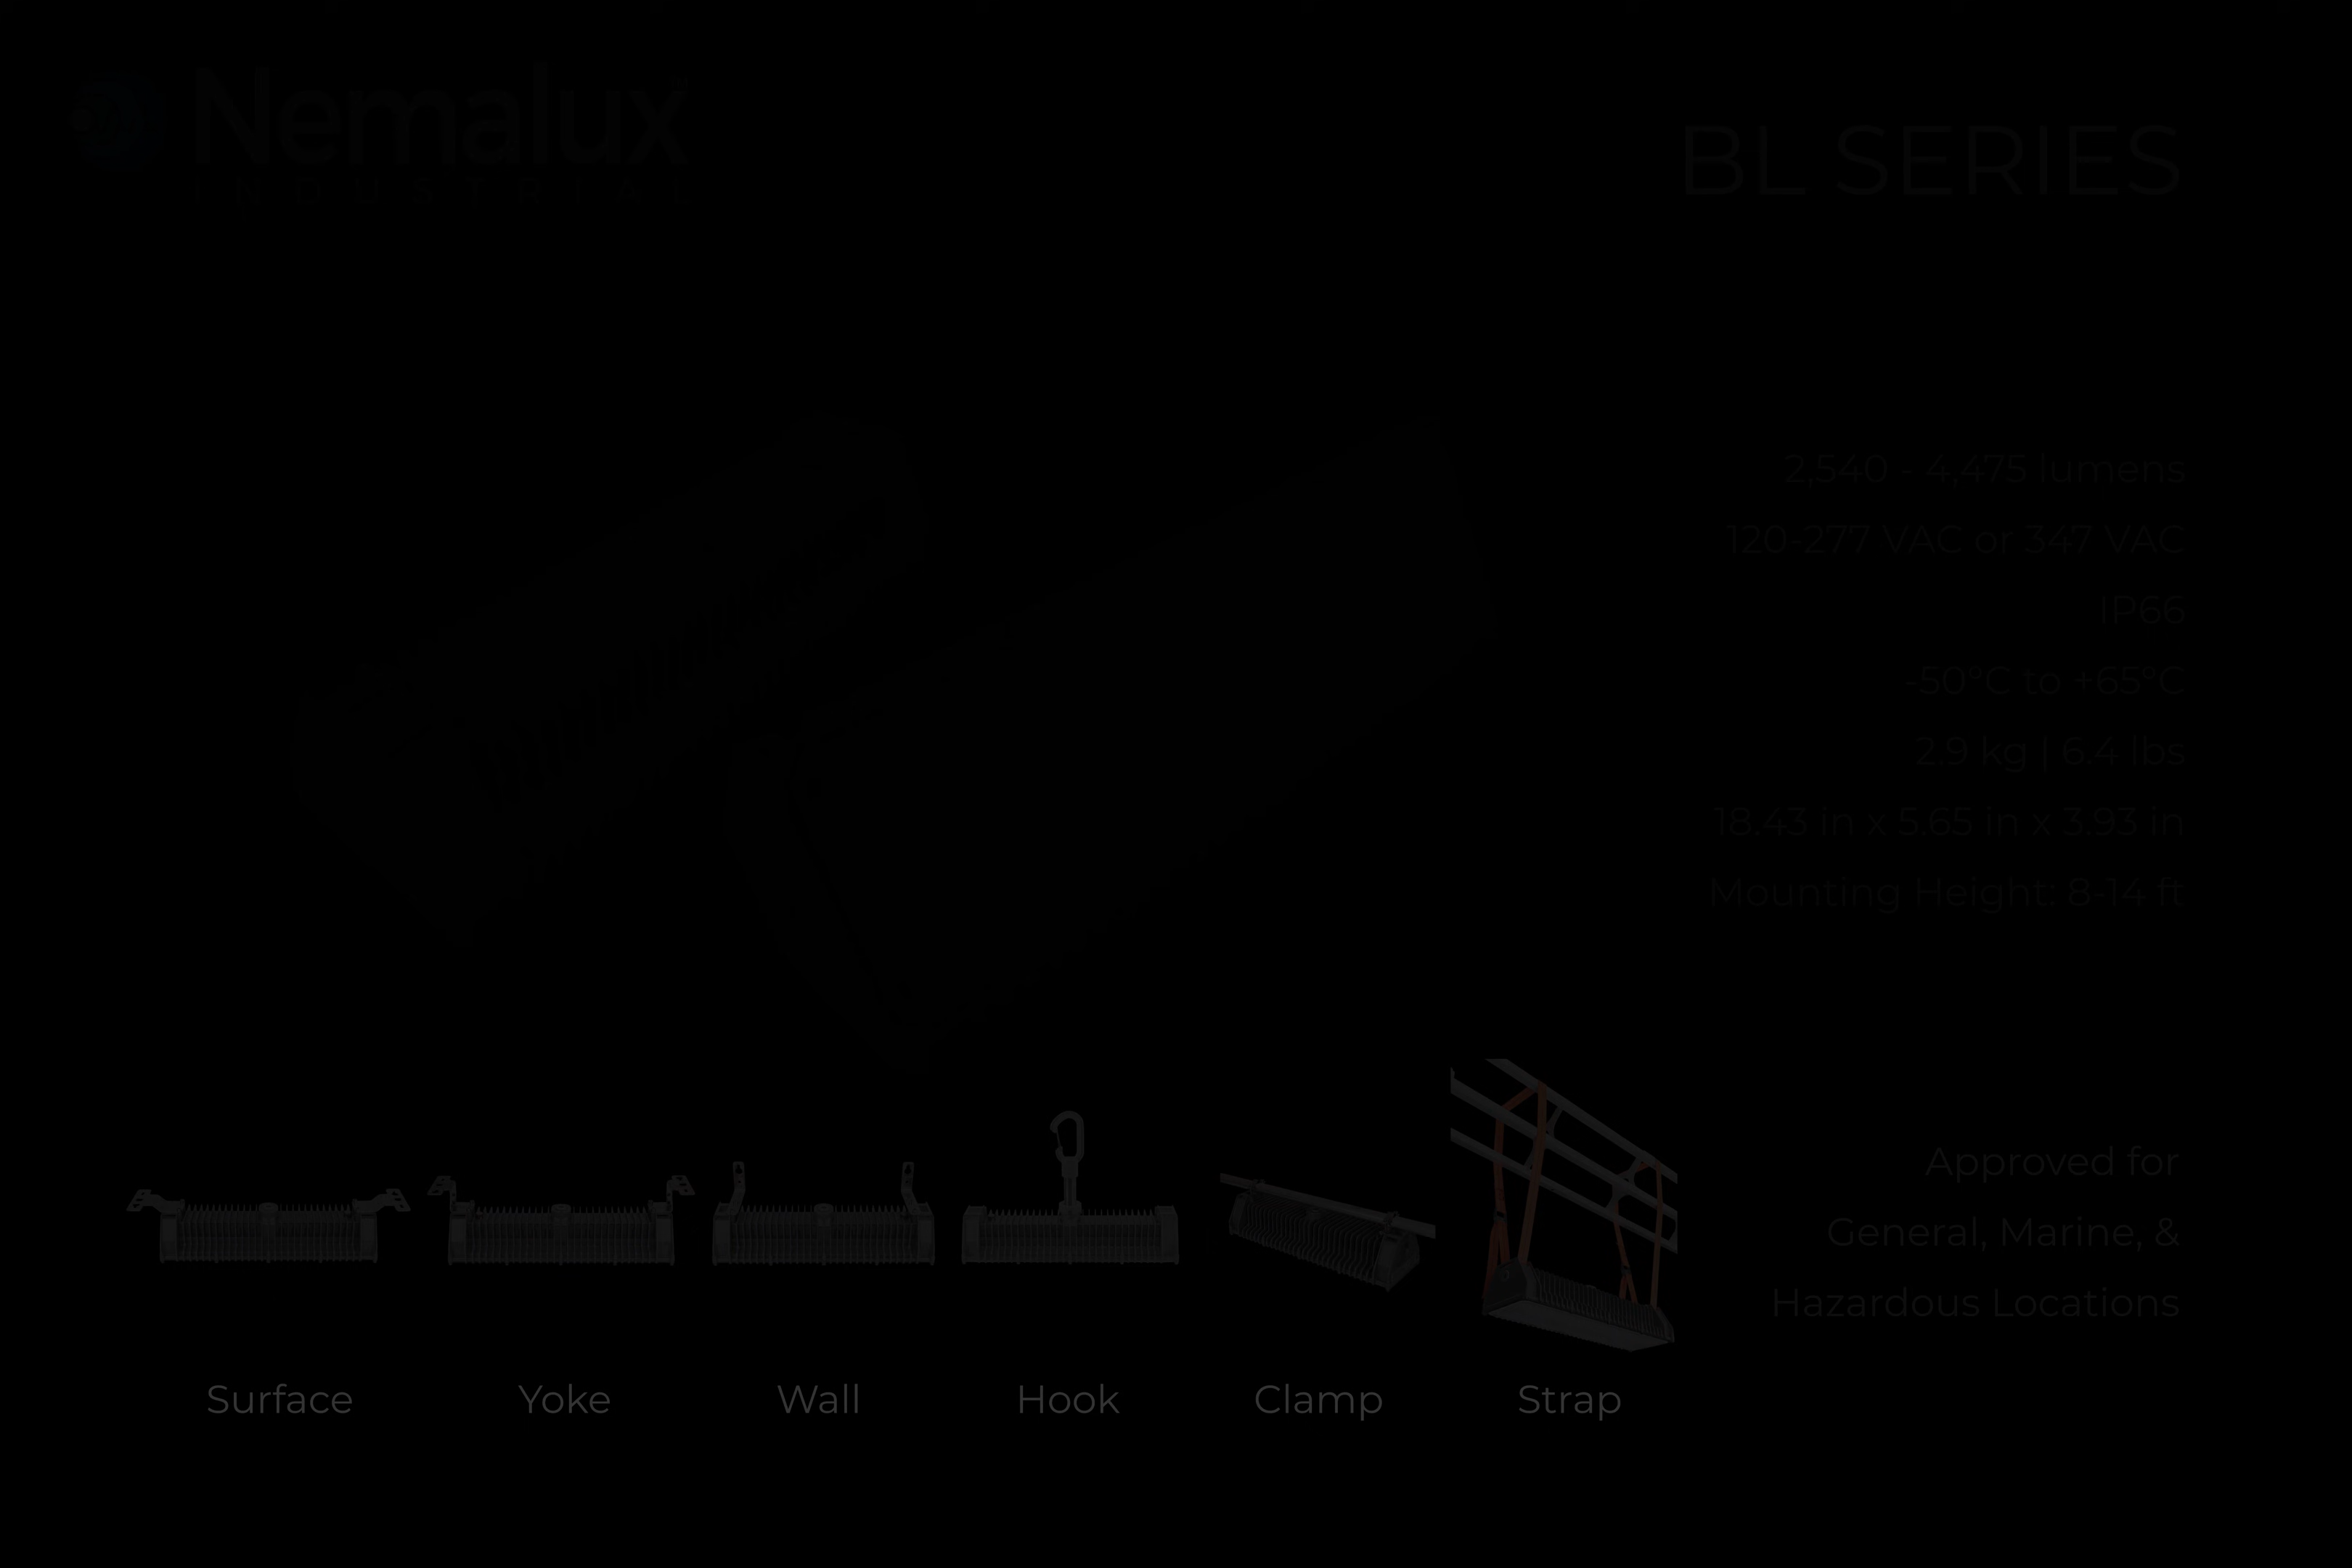 Nemalux
INDUSTRIAL
BL SERIES
2,540 - 4,475 lumens
120-277 VAC or 347 VAC
IP66
-50°C to +65°C
2.9 kg | 6.4 lbs
18.43 in x 5.65 in x 3.93 in
Mounting Height: 8-14 ft
Approved for
General, Marine, &
Hazardous Locations
Surface
Yoke
Wall
Hook
Clamp
Strap